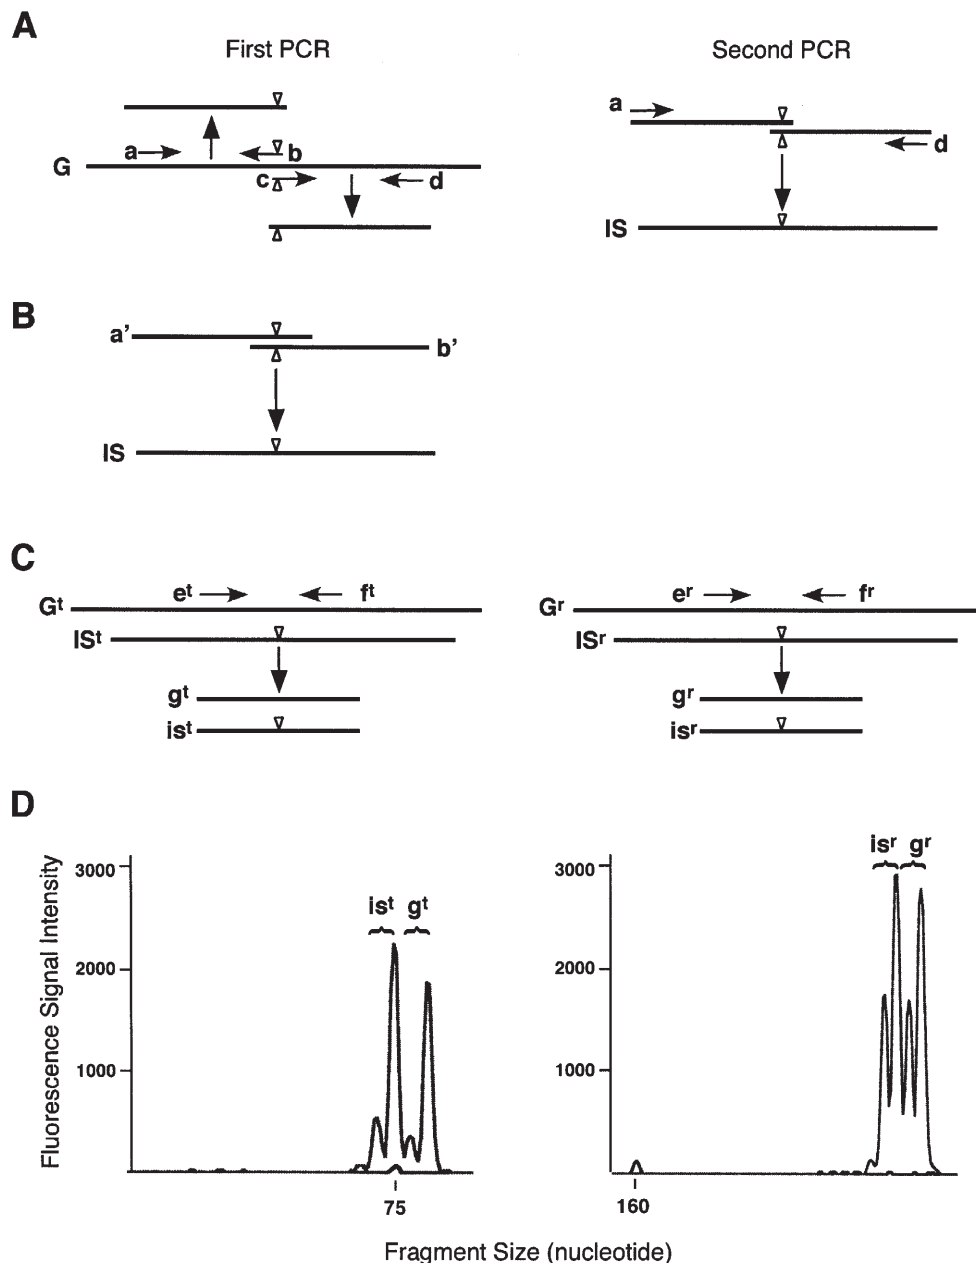 A
First PCR
Second PCR
a
b
G
c
d
a
d
IS
B
a’
b’
IS
C
eᵗ
fᵗ
Gᵗ
ISᵗ
gᵗ
isᵗ
eʳ
fʳ
Gʳ
ISʳ
gʳ
isʳ
D
Fluorescence Signal Intensity
3000
2000
1000
isᵗ gᵗ
75
3000
2000
1000
isʳ gʳ
160
Fragment Size (nucleotide)